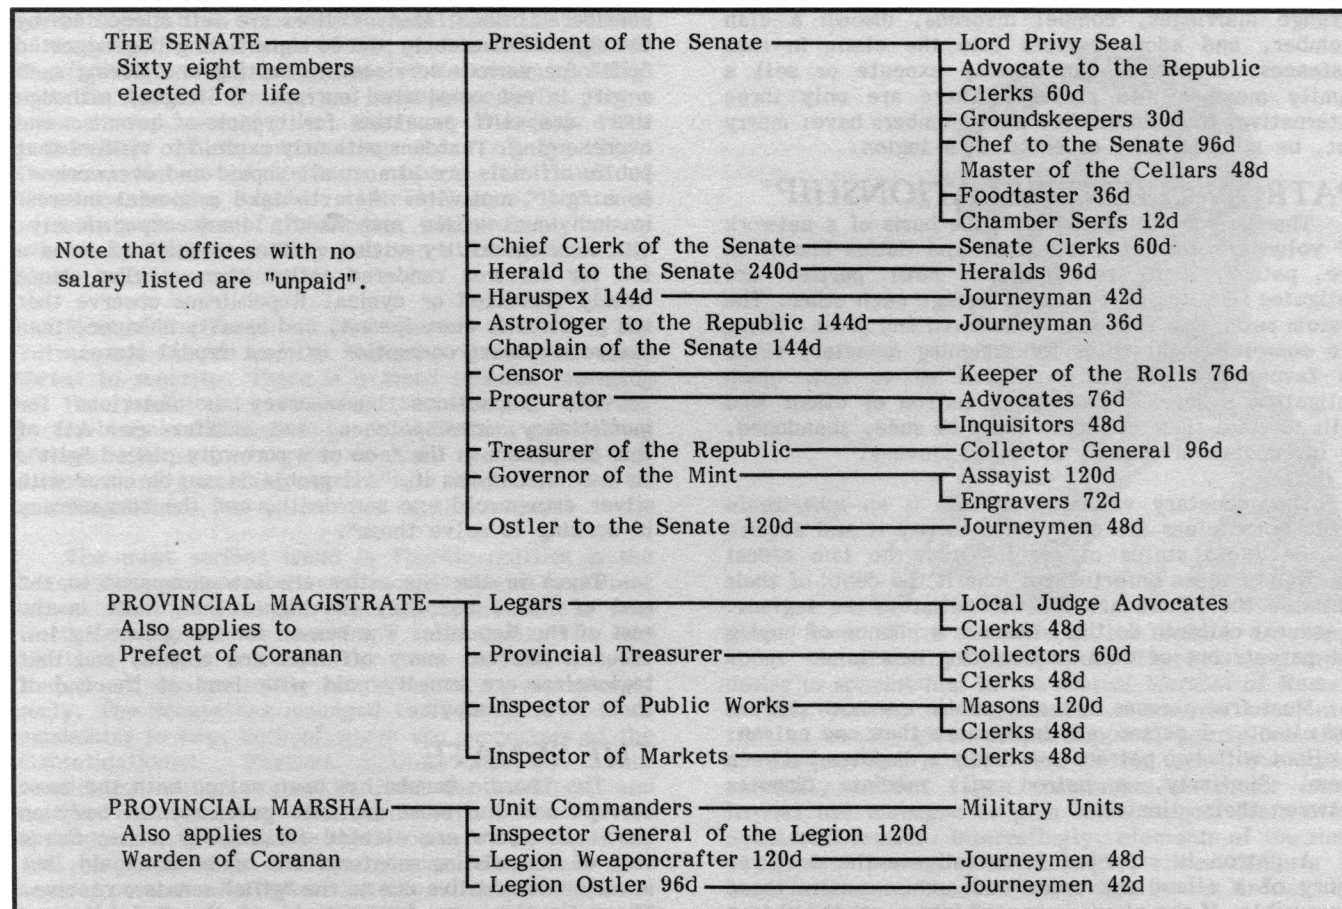 THE SENATE President of the Senate Lord Privy Seal
Sixty eight members Advocate to the Republic
elected for life Clerks 60d
Groundskeepers 30d
Chef to the Senate 96d
Master of the Cellars 48d
Foodtaster 36d
Chamber Serfs 12d
Note that offices with no Chief Clerk of the Senate Senate Clerks 60d
salary listed are "unpaid". Herald to the Senate 240d Heralds 96d
Haruspex 144d Journeyman 42d
Astrologer to the Republic 144d Journeyman 36d
Chaplain of the Senate 144d
Censor Keeper of the Rolls 76d
Procurator Advocates 76d
Inquisitors 48d
Treasurer of the Republic Collector General 96d
Governor of the Mint Assayist 120d
Engravers 72d
Ostler to the Senate 120d Journeymen 48d
PROVINCIAL MAGISTRATE Legars Local Judge Advocates
Also applies to Clerks 48d
Prefect of Coranan Provincial Treasurer Collectors 60d
Clerks 48d
Inspector of Public Works Masons 120d
Clerks 48d
Inspector of Markets Clerks 48d
PROVINCIAL MARSHAL Unit Commanders Military Units
Also applies to Inspector General of the Legion 120d
Warden of Coranan Legion Weaponcrafter 120d Journeymen 48d
Legion Ostler 96d Journeymen 42d